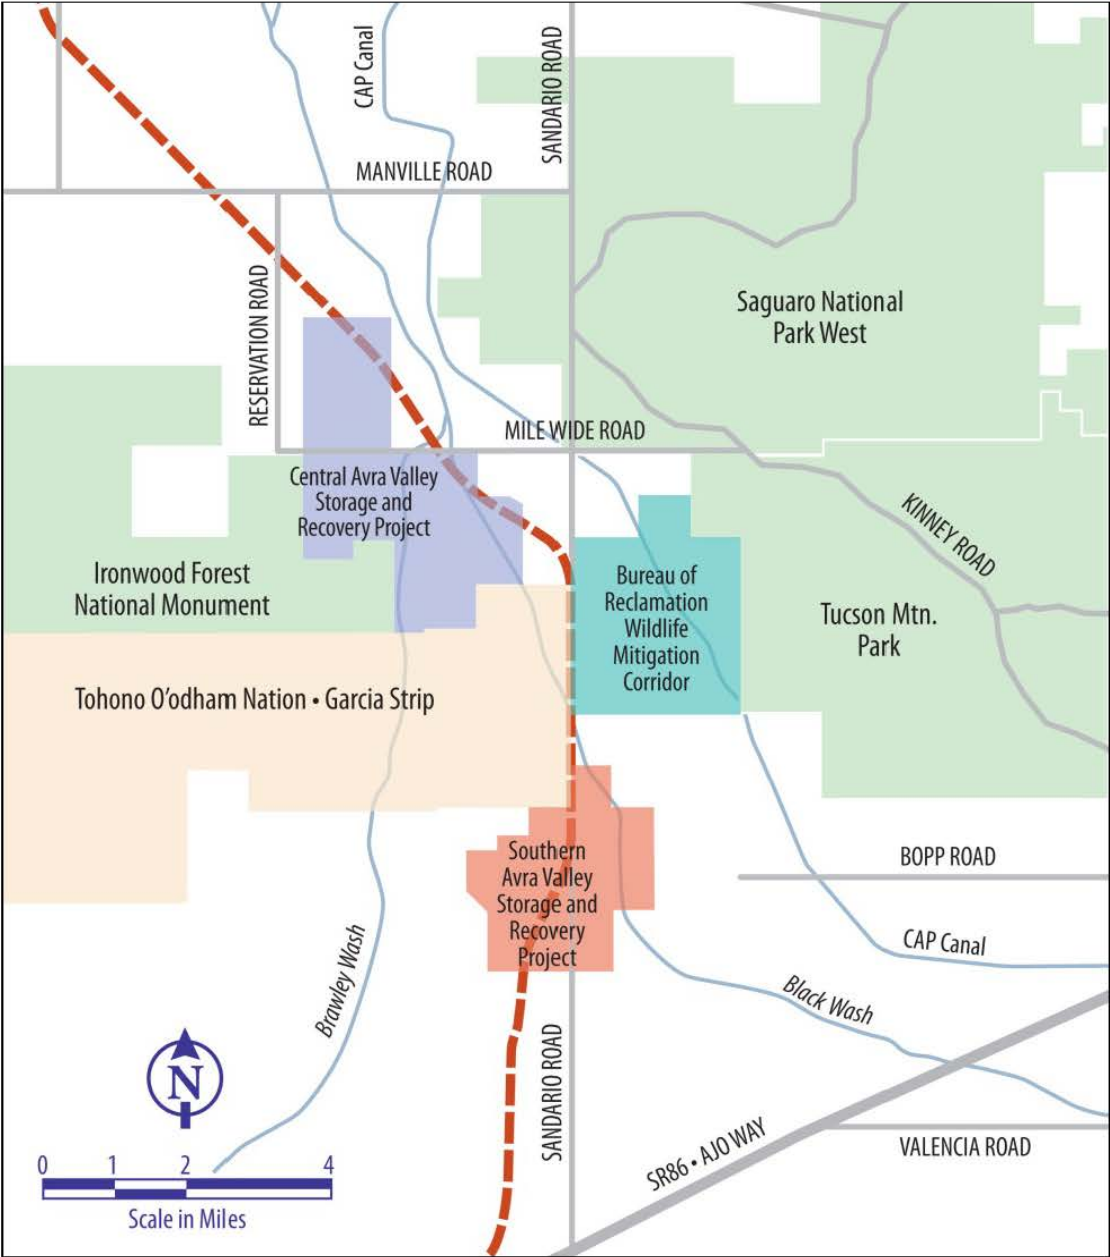 CAP Canal
SANDARIO ROAD
MANVILLE ROAD
RESERVATION ROAD
Saguaro National
Park West
MILE WIDE ROAD
Central Avra Valley
Storage and
Recovery Project
KINNEY ROAD
Ironwood Forest
National Monument
Bureau of
Reclamation
Wildlife
Mitigation
Corridor
Tucson Mtn.
Park
Tohono O'odham Nation • Garcia Strip
Southern
Avra Valley
Storage and
Recovery
Project
BOPP ROAD
CAP Canal
Brawley Wash
Black Wash
N
SANDARIO ROAD
SR86 • AJO WAY
VALENCIA ROAD
0 1 2 4
Scale in Miles